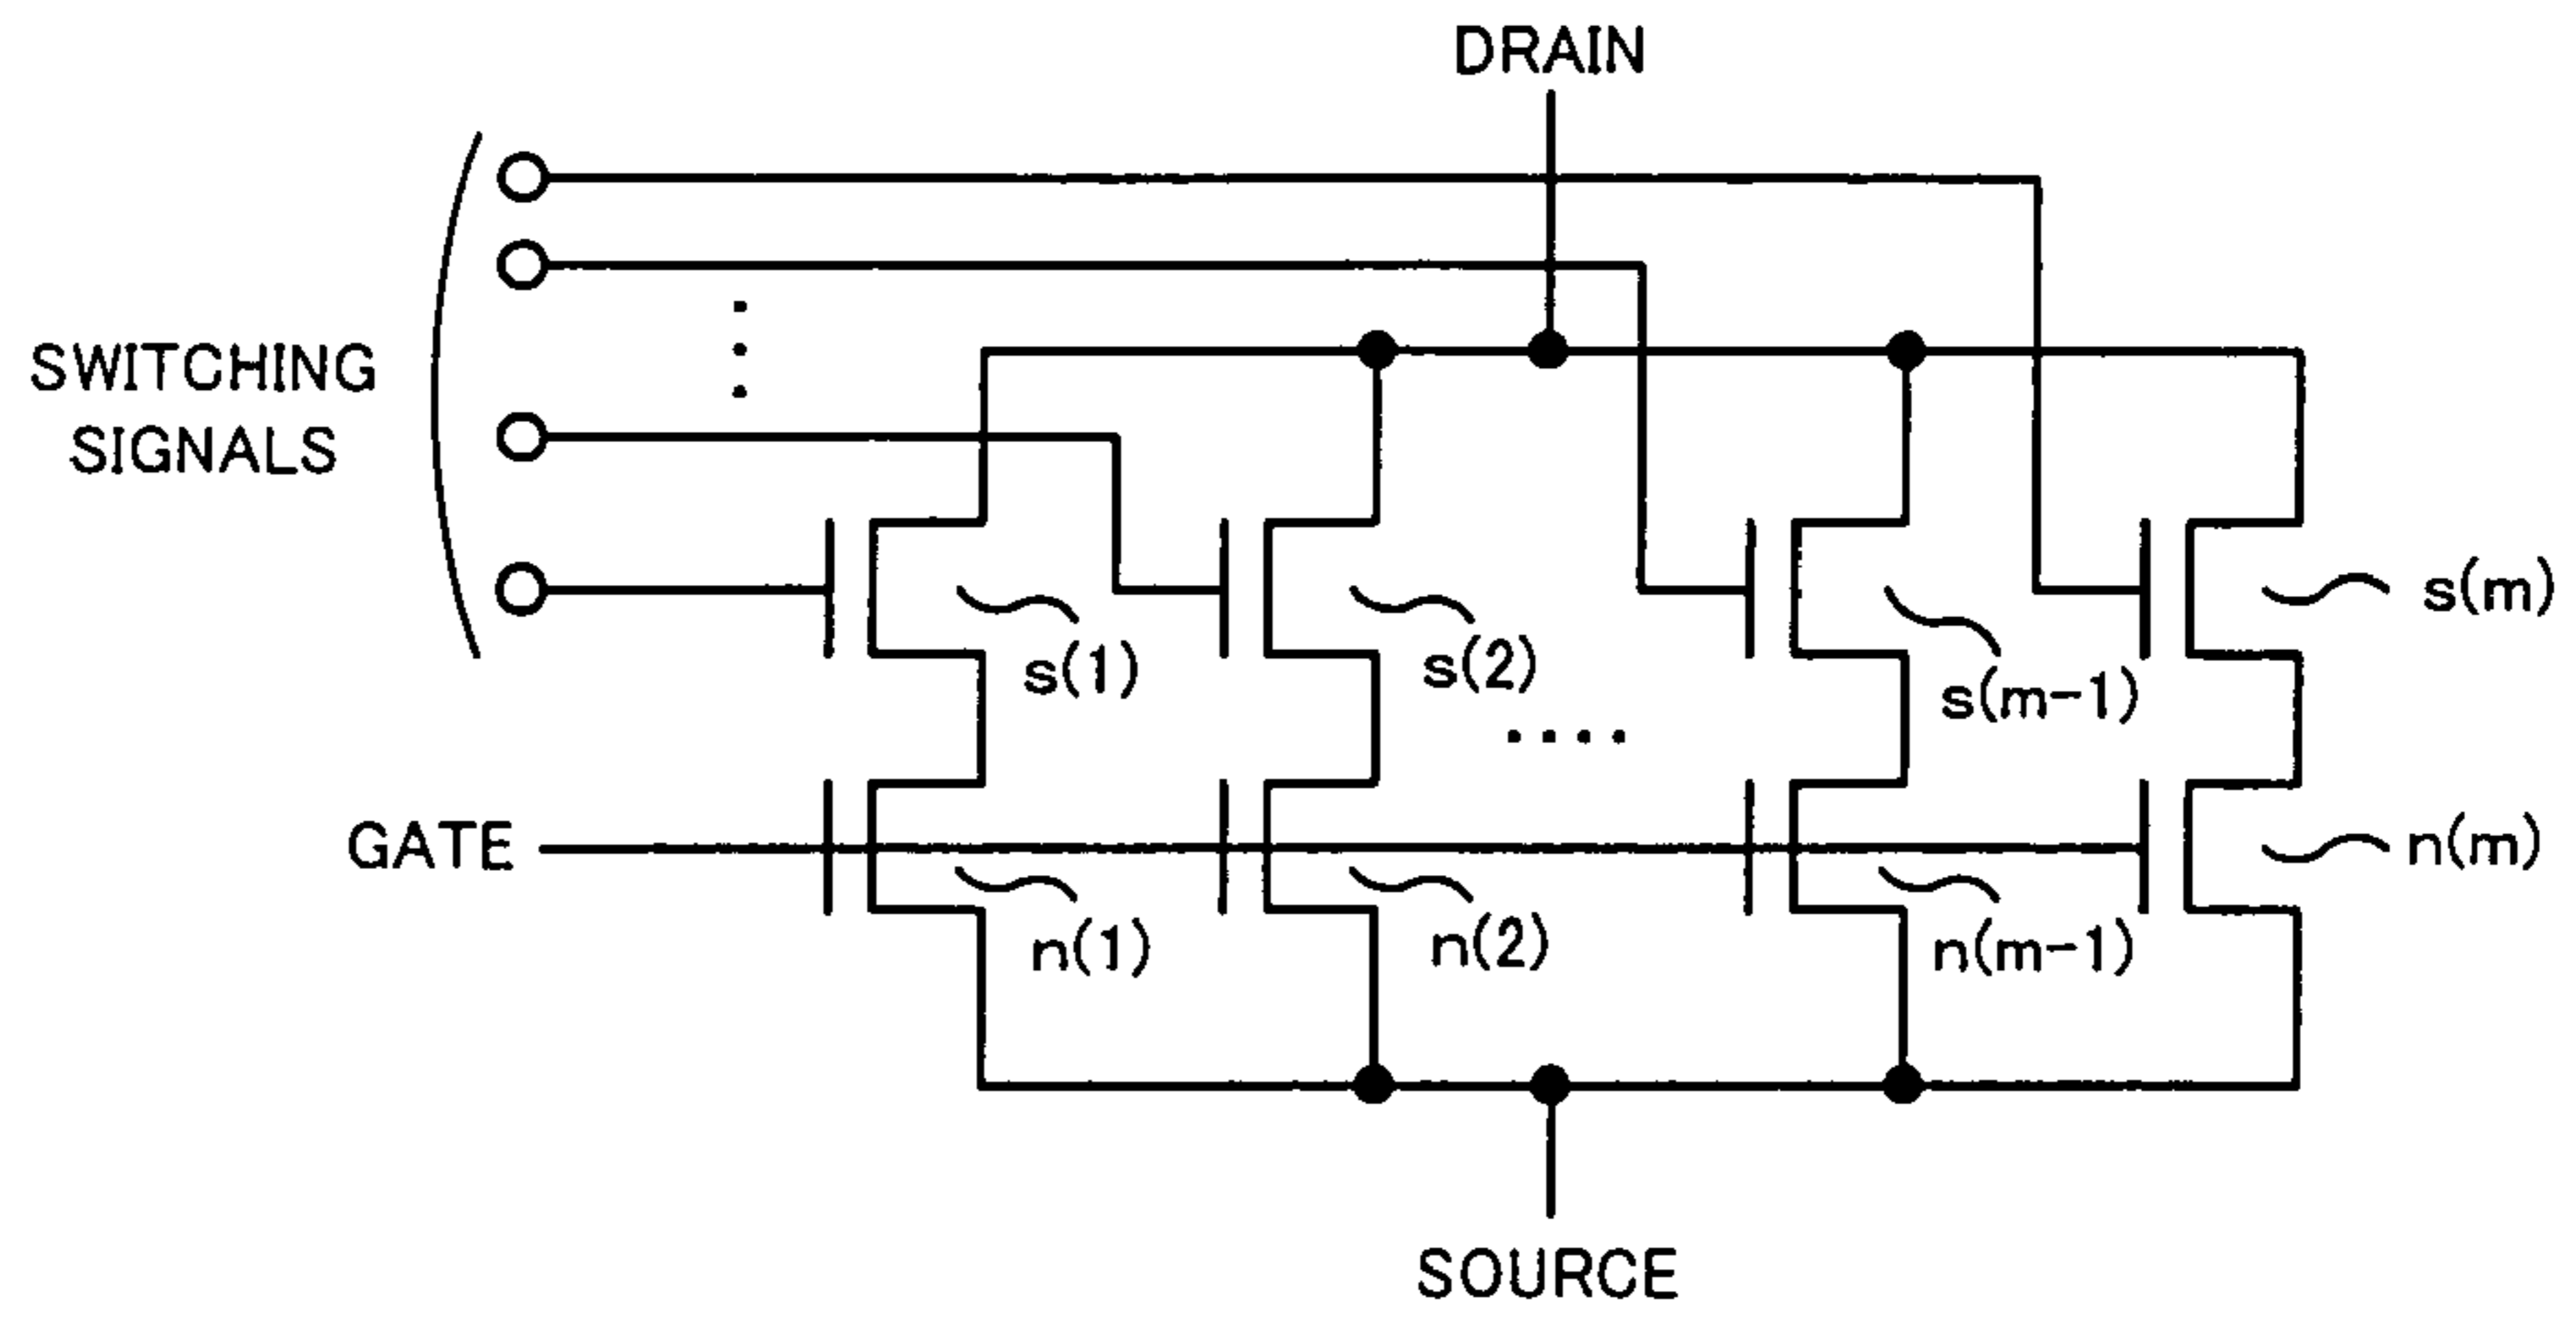 DRAIN
SWITCHING
SIGNALS
s(1)
s(2)
s(m-1)
s(m)
GATE
n(1)
n(2)
n(m-1)
n(m)
SOURCE